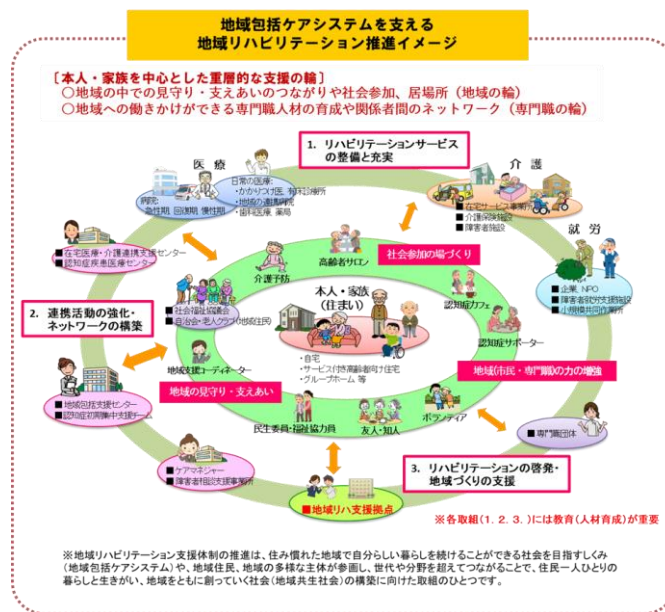 地域包括ケアシステムを支える
地域リハビリテーション推進イメージ
［本人・家族を中心とした重層的な支援の輪］
○地域の中での見守り・支えあいのつながりや社会参加、居場所（地域の輪）
○地域への働きかけができる専門職人材の育成や関係者間のネットワーク（専門職の輪）
1. リハビリテーションサービス
の整備と充実
医 療
病院:
急性期 回復期 慢性期
日常の医療:
・かかりつけ医、有床診療所
・地域の連携病院
・歯科医療、薬局
介 護
■在宅サービス事業所
■介護保険施設
■障害者施設
就 労
■企業、NPO
■障害者就労支援施設
■小規模共同作業所
■在宅医療・介護連携支援センター
■認知症疾患医療センター
2. 連携活動の強化・
ネットワークの構築
介護予防
高齢者サロン
社会参加の場づくり
■社会福祉協議会
■自治会・老人クラブ(地域住民)
本人・家族
（住まい）
・自宅
・サービス付き高齢者向け住宅
・グループホーム 等
認知症カフェ
認知症サポーター
地域支援コーディネーター
地域の見守り・支えあい
地域(市民・専門職)の力の増強
民生委員・福祉協力員
友人・知人
ボランティア
■地域包括支援センター
■認知症初期集中支援チーム
■専門職団体
■ケアマネジャー
■障害者相談支援事業所
3. リハビリテーションの啓発・
地域づくりの支援
■地域リハ支援拠点
※各取組(1. 2. 3. )には教育(人材育成)が重要
※地域リハビリテーション支援体制の推進は、住み慣れた地域で自分らしい暮らしを続けることができる社会を目指すしくみ
(地域包括ケアシステム)や、地域住民、地域の多様な主体が参画し、世代や分野を超えてつながることで、住民一人ひとりの
暮らしと生きがい、地域をともに創っていく社会(地域共生社会)の構築に向けた取組のひとつです。